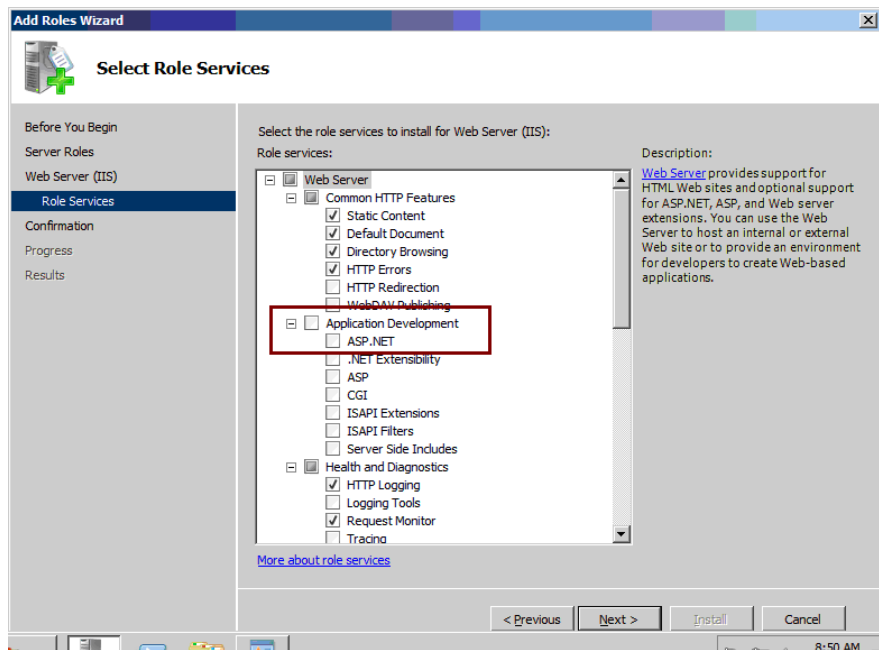 Add Roles Wizard
Select Role Services
Before You Begin
Server Roles
Web Server (IIS)
Role Services
Confirmation
Progress
Results
Select the role services to install for Web Server (IIS):
Role services:
Web Server
Common HTTP Features
Static Content
Default Document
Directory Browsing
HTTP Errors
HTTP Redirection
WebDAV Publishing
Application Development
ASP.NET
.NET Extensibility
ASP
CGI
ISAPI Extensions
ISAPI Filters
Server Side Includes
Health and Diagnostics
HTTP Logging
Logging Tools
Request Monitor
Tracing
More about role services
Description:
Web Server provides support for
HTML Web sites and optional support
for ASP.NET, ASP, and Web server
extensions. You can use the Web
Server to host an internal or external
Web site or to provide an environment
for developers to create Web-based
applications.
< Previous
Next >
Install
Cancel
8:50 AM